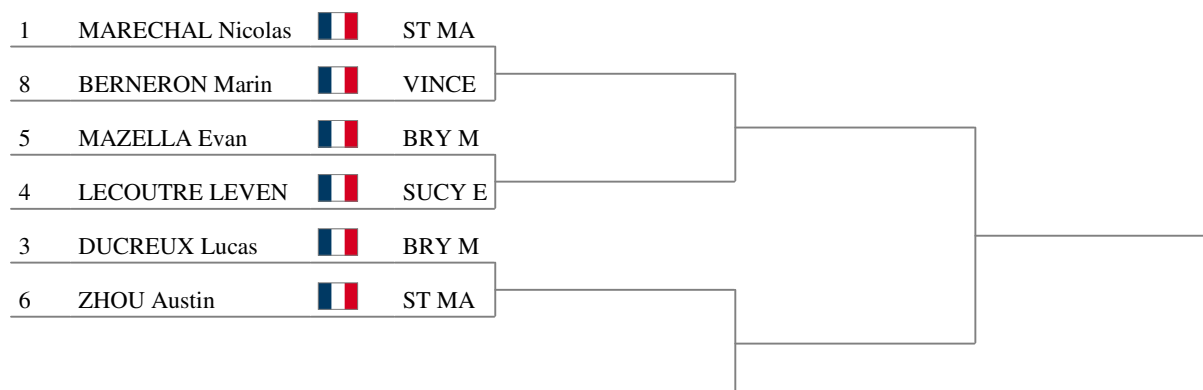 1 MARECHAL Nicolas ST MA
8 BERNERON Marin VINCE
5 MAZELLA Evan BRY M
4 LECOUTRE LEVEN SUCY E
3 DUCREUX Lucas BRY M
6 ZHOU Austin ST MA